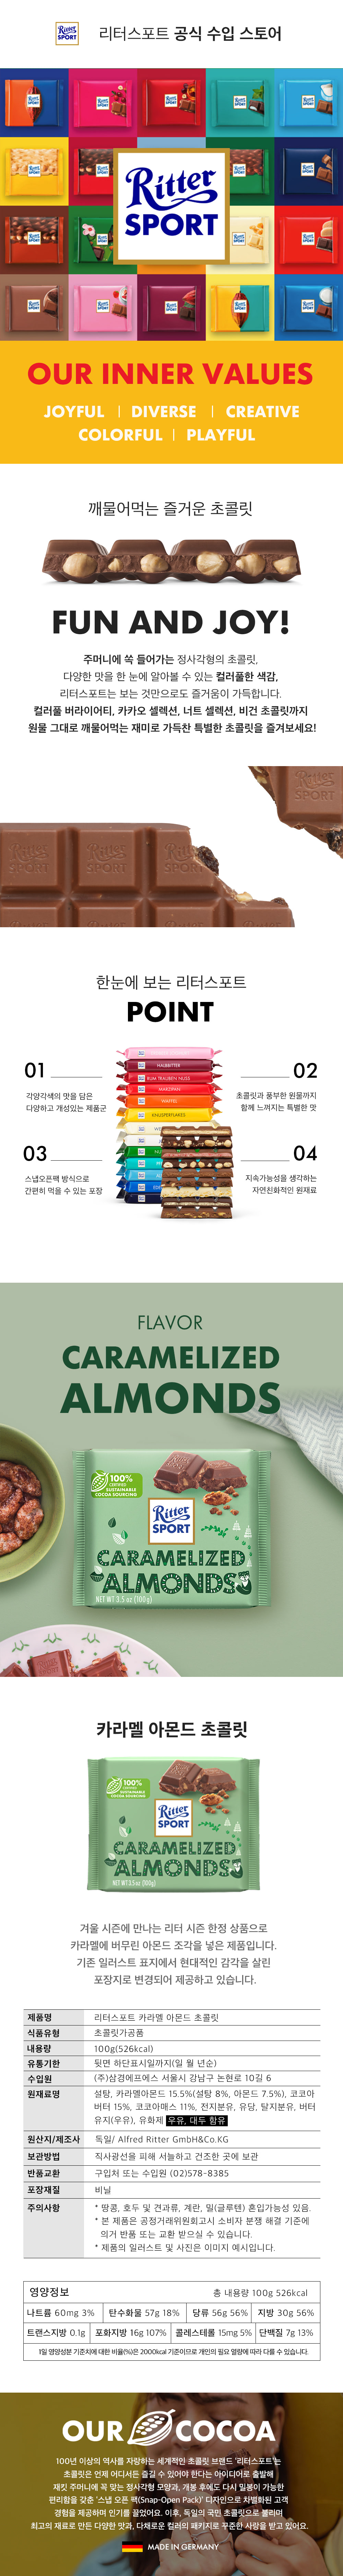 Ritter SPORT 리터스포트 공식 수입 스토어
Ritter
SPORT
OUR INNER VALUES
JOYFUL | DIVERSE | CREATIVE
COLORFUL | PLAYFUL
깨물어먹는 즐거운 초콜릿
FUN AND JOY!
주머니에 쏙 들어가는 정사각형의 초콜릿,
다양한 맛을 한 눈에 알아볼 수 있는 컬러풀한 색감,
리터스포트는 보는 것만으로도 즐거움이 가득합니다.
컬러풀 버라이어티, 카카오 셀렉션, 너트 셀렉션, 비건 초콜릿까지
원물 그대로 깨물어먹는 재미로 가득찬 특별한 초콜릿을 즐겨보세요!
한눈에 보는 리터스포트
POINT
01
각양각색의 맛을 담은
다양하고 개성있는 제품군
02
초콜릿과 풍부한 원물까지
함께 느껴지는 특별한 맛
HALBBITTER
RUM TRAUBEN NUSS
MARZIPAN
WAFFEL
KNUSPERFLAKES
03
스냅오픈팩 방식으로
간편히 먹을 수 있는 포장
04
지속가능성을 생각하는
자연친화적인 원재료
FLAVOR
CARAMELIZED
ALMONDS
100%
CERTIFIED
SUSTAINABLE
COCOA SOURCING
Ritter
SPORT
CARAMELIZED
ALMONDS
NET WT 3.5 oz (100g)
카라멜 아몬드 초콜릿
100%
CERTIFIED
SUSTAINABLE
COCOA SOURCING
Ritter
SPORT
CARAMELIZED
ALMONDS
NET WT 3.5 oz (100g)
겨울 시즌에 만나는 리터 시즌 한정 상품으로
카라멜에 버무린 아몬드 조각을 넣은 제품입니다.
기존 일러스트 표지에서 현대적인 감각을 살린
포장지로 변경되어 제공하고 있습니다.
제품명 리터스포트 카라멜 아몬드 초콜릿
식품유형 초콜릿가공품
내용량 100g(526kcal)
유통기한 뒷면 하단표시일까지(일 월 년순)
수입원 (주)삼경에프에스 서울시 강남구 논현로 10길 6
원재료명 설탕, 카라멜아몬드 15.5%(설탕 8%, 아몬드 7.5%), 코코아
버터 15%, 코코아매스 11%, 전지분유, 유당, 탈지분유, 버터
유지(우유), 유화제 우유, 대두 함유
원산지/제조사 독일/ Alfred Ritter GmbH&Co.KG
보관방법 직사광선을 피해 서늘하고 건조한 곳에 보관
반품교환 구입처 또는 수입원 (02)578-8385
포장재질 비닐
주의사항 * 땅콩, 호두 및 견과류, 계란, 밀(글루텐) 혼입가능성 있음.
* 본 제품은 공정거래위원회고시 소비자 분쟁 해결 기준에
의거 반품 또는 교환 받으실 수 있습니다.
* 제품의 일러스트 및 사진은 이미지 예시입니다.
영양정보 총 내용량 100g 526kcal
나트륨 60mg 3% 탄수화물 57g 18% 당류 56g 56% 지방 30g 56%
트랜스지방 0.1g 포화지방 16g 107% 콜레스테롤 15mg 5% 단백질 7g 13%
1일 영양성분 기준치에 대한 비율(%)은 2000kcal 기준이므로 개인의 필요 열량에 따라 다를 수 있습니다.
OUR COCOA
100년 이상의 역사를 자랑하는 세계적인 초콜릿 브랜드 '리터스포트'는
초콜릿은 언제 어디서든 즐길 수 있어야 한다는 아이디어로 출발해
재킷 주머니에 꼭 맞는 정사각형 모양과, 개봉 후에도 다시 밀봉이 가능한
편리함을 갖춘 '스냅 오픈 팩(Snap-Open Pack)' 디자인으로 차별화된 고객
경험을 제공하며 인기를 끌었어요. 이후, 독일의 국민 초콜릿으로 불리며
최고의 재료로 만든 다양한 맛과, 다채로운 컬러의 패키지로 꾸준한 사랑을 받고 있어요.
MADE IN GERMANY